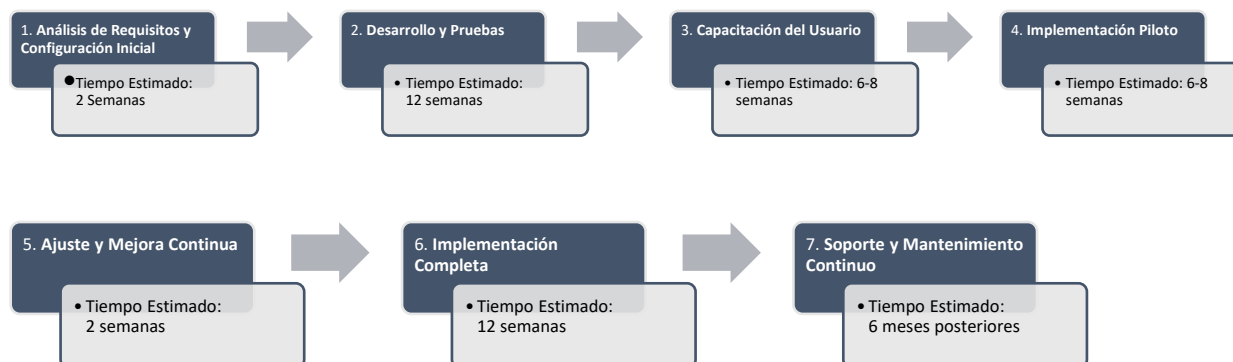 1. Análisis de Requisitos y
Configuración Inicial
• Tiempo Estimado:
2 Semanas
2. Desarrollo y Pruebas
• Tiempo Estimado:
12 semanas
3. Capacitación del Usuario
• Tiempo Estimado: 6-8
semanas
4. Implementación Piloto
• Tiempo Estimado: 6-8
semanas
5. Ajuste y Mejora Continua
• Tiempo Estimado:
2 semanas
6. Implementación
Completa
• Tiempo Estimado:
12 semanas
7. Soporte y Mantenimiento
Continuo
• Tiempo Estimado:
6 meses posteriores